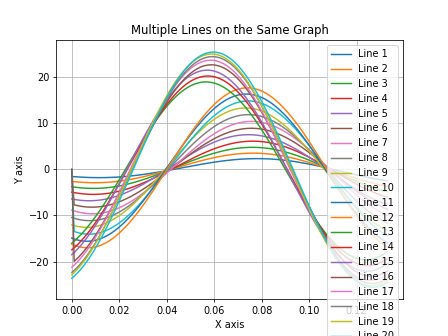 Multiple Lines on the Same Graph
Y axis
20
10
0
−10
−20
0.00
0.02
0.04
0.06
0.08
0.10
X axis
Line 1
Line 2
Line 3
Line 4
Line 5
Line 6
Line 7
Line 8
Line 9
Line 10
Line 11
Line 12
Line 13
Line 14
Line 15
Line 16
Line 17
Line 18
Line 19
Line 20